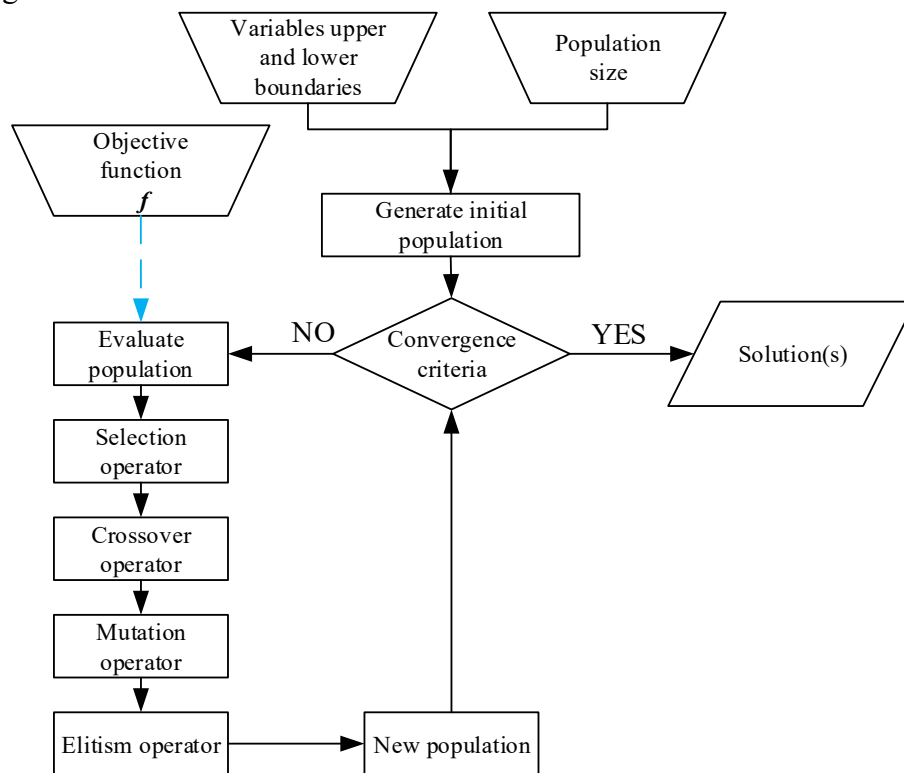 g
Variables upper
and lower
boundaries
Population
size
Objective
function
f
Generate initial
population
NO
Convergence
criteria
YES
Solution(s)
Evaluate
population
Selection
operator
Crossover
operator
Mutation
operator
Elitism operator
New population